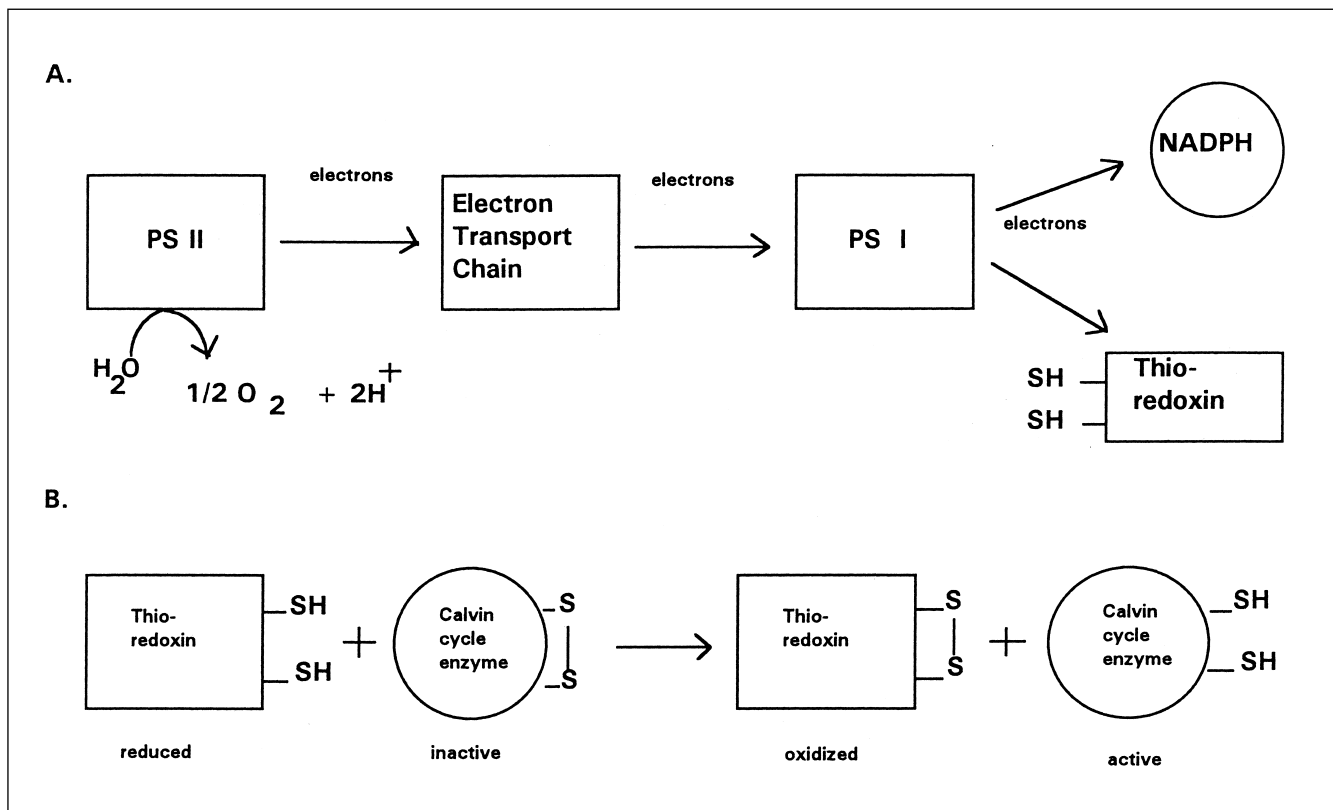 A.
NADPH
electrons
electrons
PS II
Electron
Transport
Chain
PS I
electrons
H2O
1/2 O2 + 2H+
SH
SH
Thio-
redoxin
B.
Thio-
redoxin
SH
SH
+
Calvin
cycle
enzyme
S
S
Thio-
redoxin
S
S
+
Calvin
cycle
enzyme
SH
SH
reduced
inactive
oxidized
active